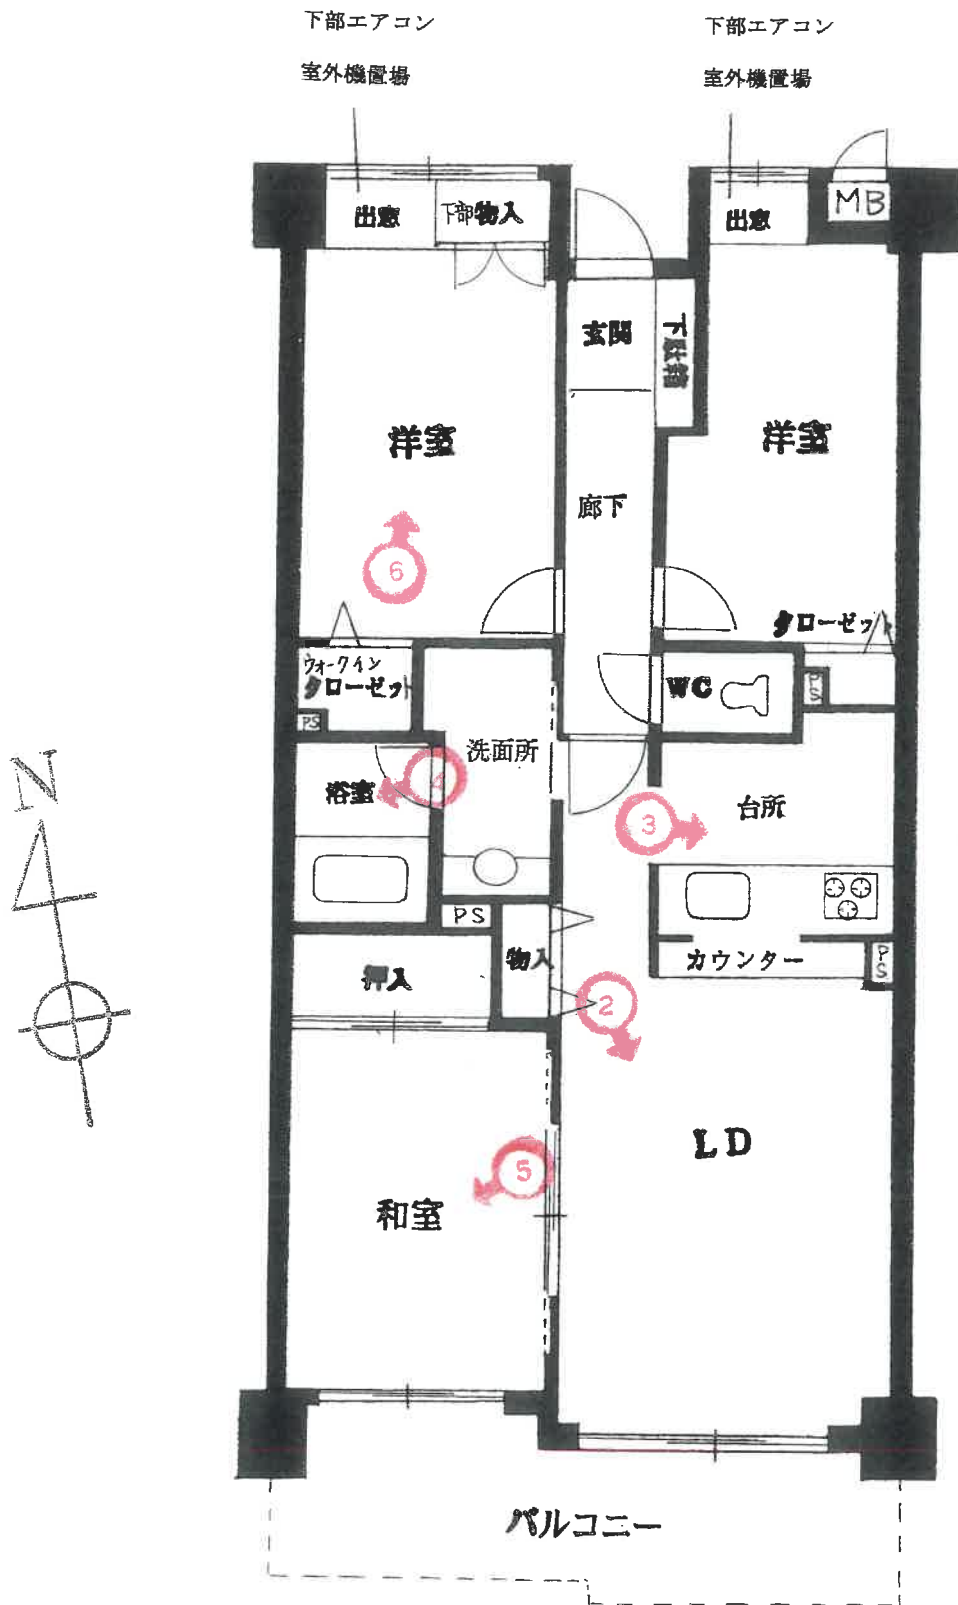 下部エアコン
室外機置場
下部エアコン
室外機置場
出窓
下部物入
出窓
MB
玄関
下駄箱
洋室
洋室
廊下
6
クローゼット
ウォークイン
クローゼット
PS
WC
PS
洗面所
浴室
4
3
台所
PS
物入
カウンター
PS
押入
2
LD
5
和室
バルコニー
N